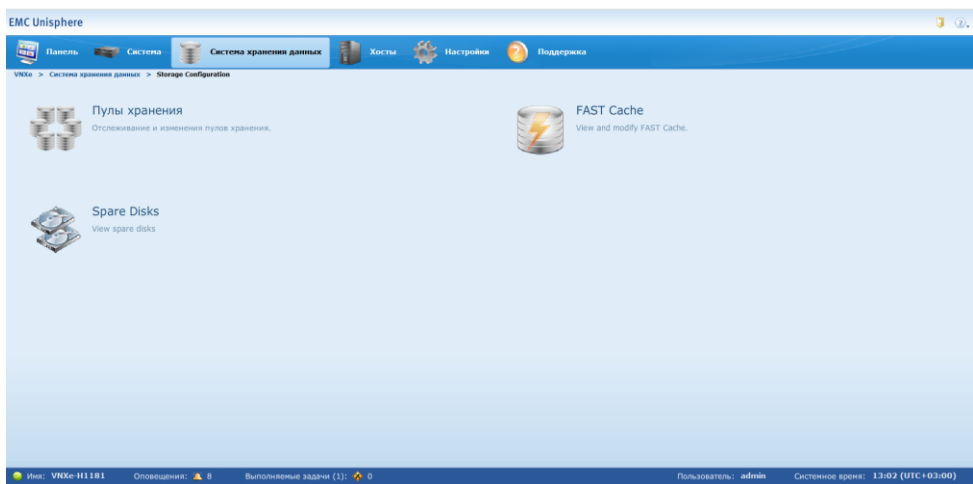 EMC Unisphere
Панель Система Система хранения данных Хосты Настройки Поддержка
VNXe > Система хранения данных > Storage Configuration
Пулы хранения
Отслеживание и изменения пулов хранения.
FAST Cache
View and modify FAST Cache.
Spare Disks
View spare disks
Имя: VNXe-H1181 Оповещения: 8 Выполняемые задачи (1): 0 Пользователь: admin Системное время: 13:02 (UTC+03:00)